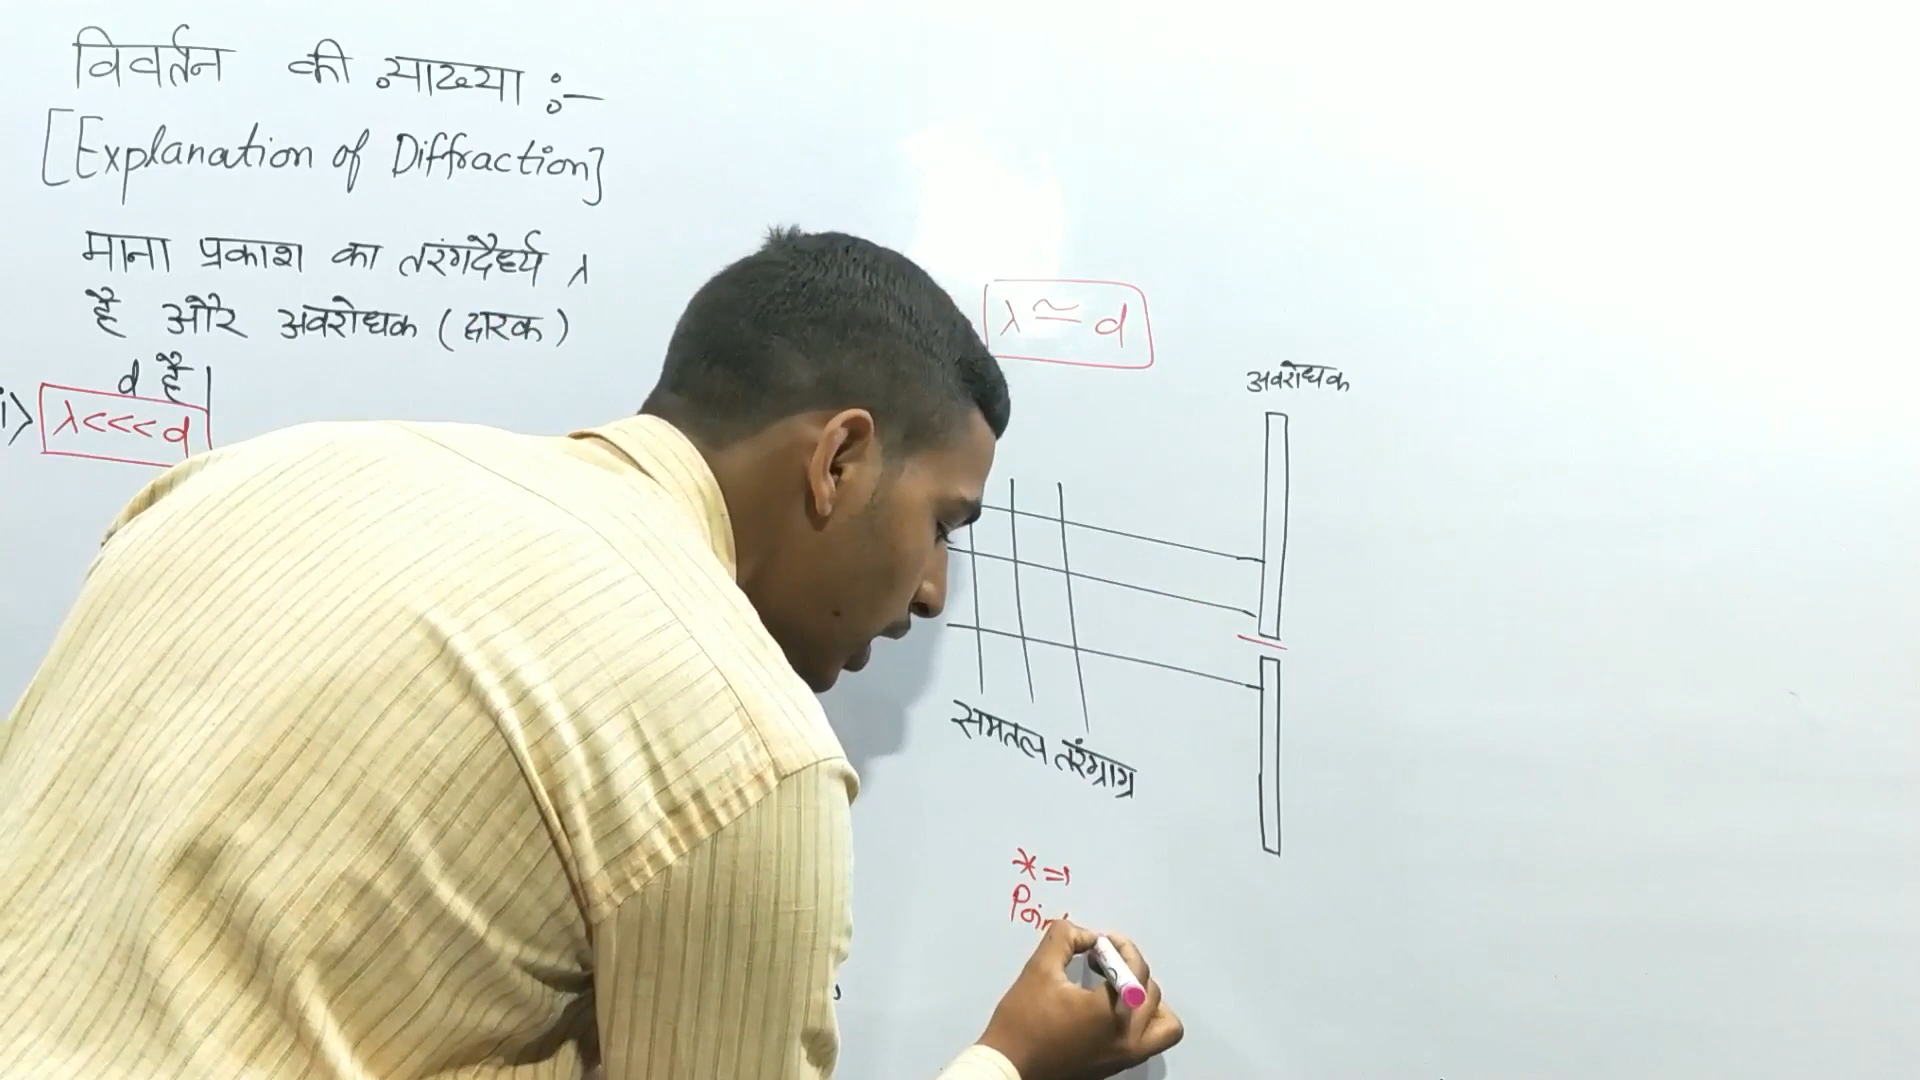 विवर्तन की व्याख्या :-
[Explanation of Diffraction]
माना प्रकाश का तरंगदैर्ध्य λ
है और अवरोधक (द्वारक)
d है
i> λ<<<d
λ ≃ d
अवरोधक
समतल तरंगाग्र
* ⇒